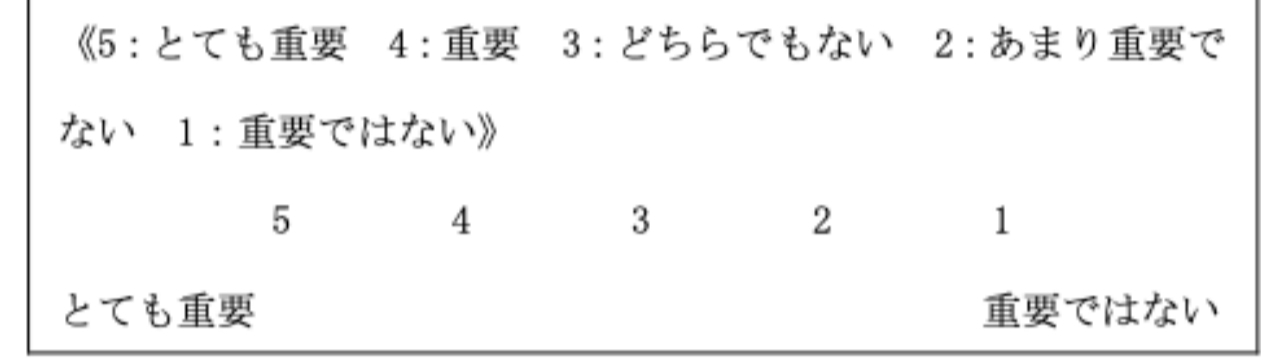 《5：とても重要　4：重要　3：どちらでもない　2：あまり重要で
ない　1：重要ではない》
5　4　3　2　1
とても重要　重要ではない